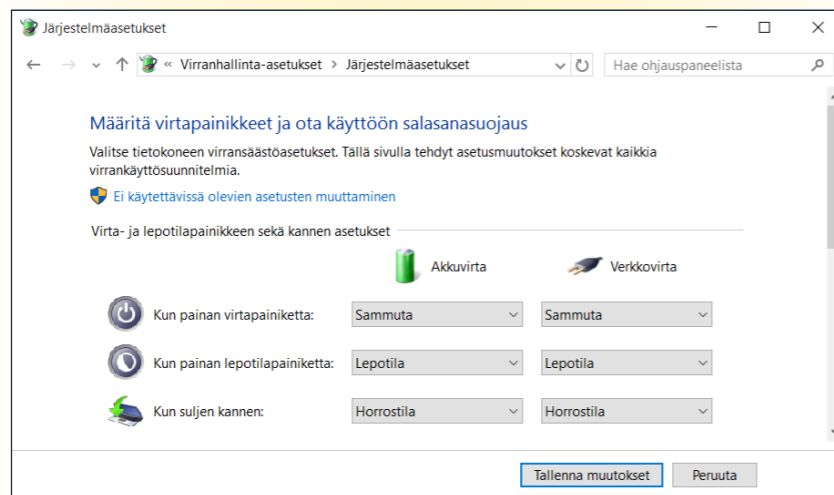 Järjestelmäasetukset
« Virranhallinta-asetukset > Järjestelmäasetukset
Hae ohjauspaneelista
Määritä virtapainikkeet ja ota käyttöön salasanasuojaus
Valitse tietokoneen virransäästöasetukset. Tällä sivulla tehdyt asetusmuutokset koskevat kaikkia
virrankäyttösuunnitelmia.
Ei käytettävissä olevien asetusten muuttaminen
Virta- ja lepotilapainikkeen sekä kannen asetukset
Akkuvirta Verkkovirta
Kun painan virtapainiketta: Sammuta Sammuta
Kun painan lepotilapainiketta: Lepotila Lepotila
Kun suljen kannen: Horrostila Horrostila
Tallenna muutokset Peruuta